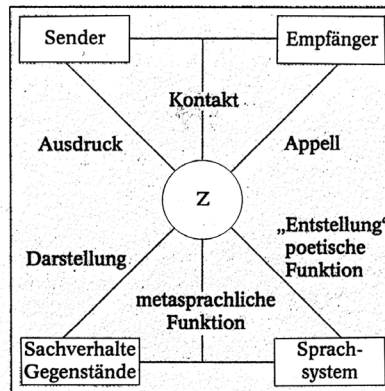 Sender
Empfänger
Kontakt
Ausdruck
Appell
Z
„Entstellung“
poetische
Funktion
Darstellung
metasprachliche
Funktion
Sachverhalte
Gegenstände
Sprach-
system